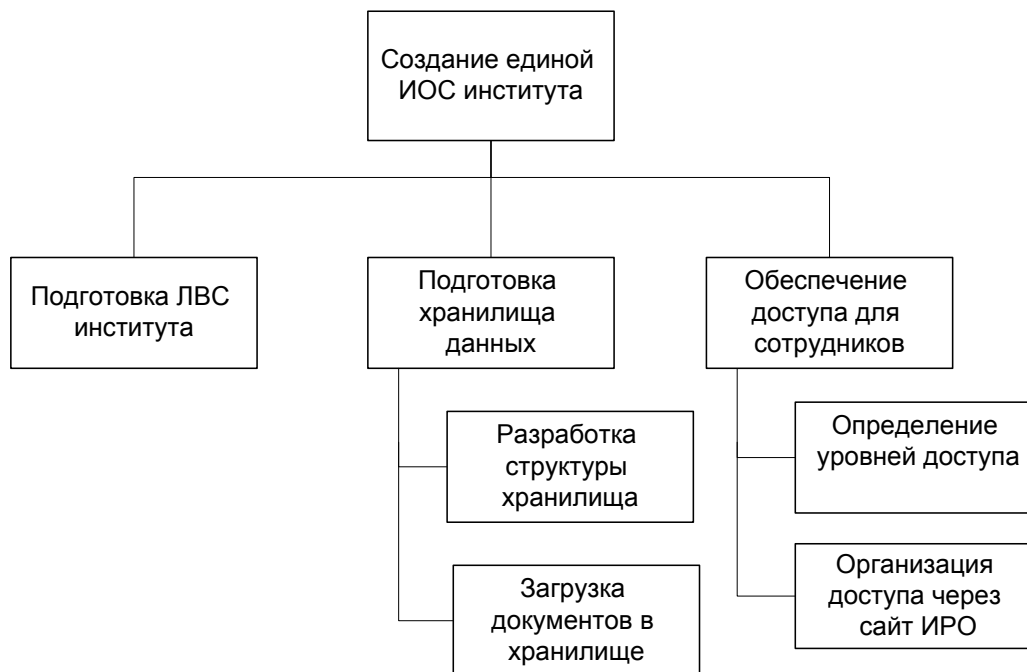 Создание единой
ИОС института
Подготовка ЛВС
института
Подготовка
хранилища
данных
Обеспечение
доступа для
сотрудников
Разработка
структуры
хранилища
Загрузка
документов в
хранилище
Определение
уровней доступа
Организация
доступа через
сайт ИРО